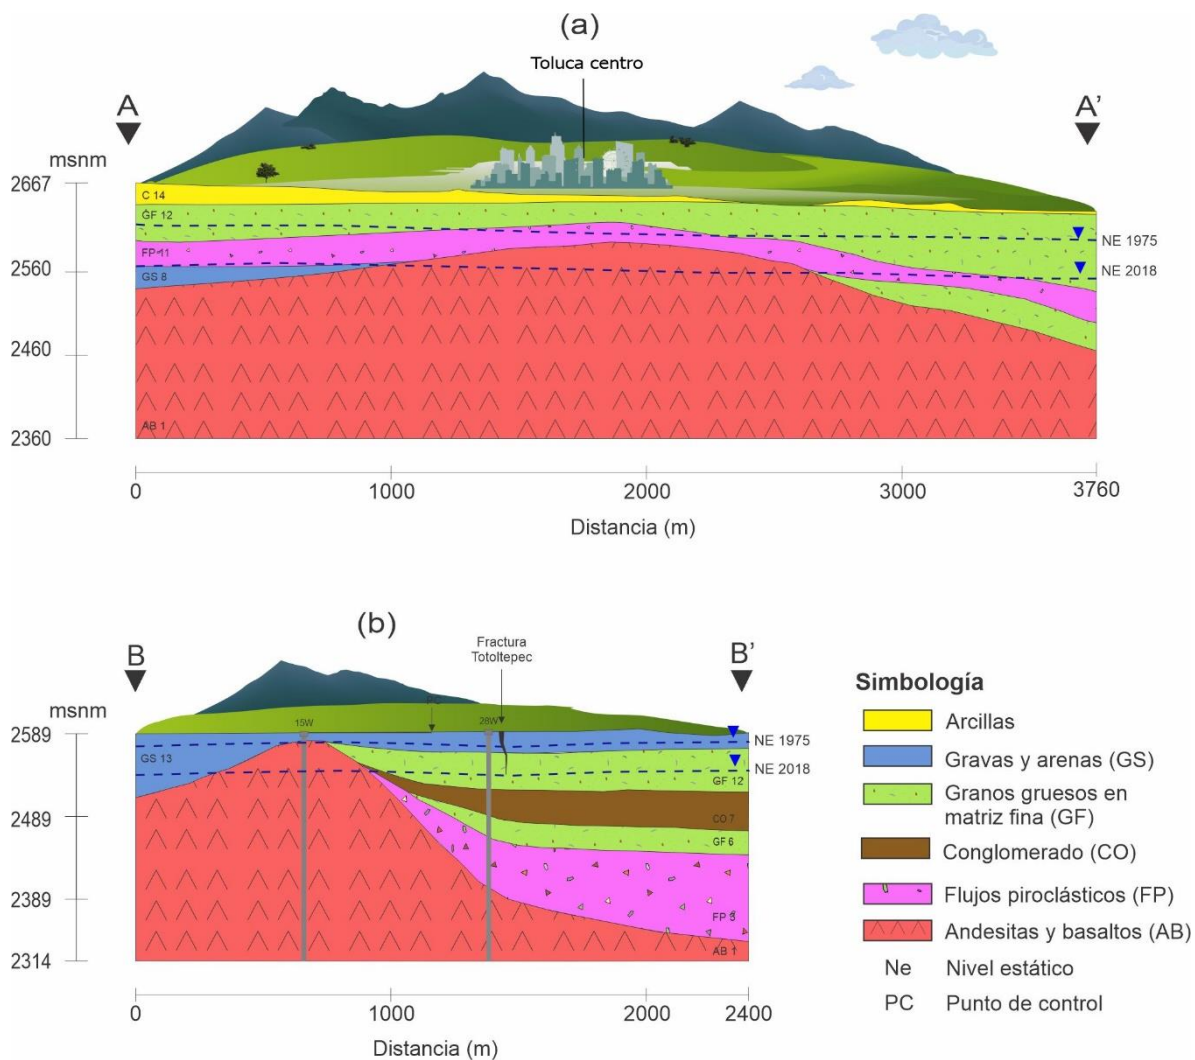 (a)
Toluca centro
A
A'
msnm
2667
2560
2460
2360
C 14
GF 12
FP 11
GS 8
AB 1
NE 1975
NE 2018
0
1000
2000
3000
3760
Distancia (m)
(b)
Fractura
Totoltepec
B
B'
msnm
2589
2489
2389
2314
PC
15W
28W
GS 13
NE 1975
NE 2018
GF 12
CO 7
GF 6
FP 3
AB 1
0
1000
2000
2400
Distancia (m)
Simbología
Arcillas
Gravas y arenas (GS)
Granos gruesos en
matriz fina (GF)
Conglomerado (CO)
Flujos piroclásticos (FP)
Andesitas y basaltos (AB)
Ne Nivel estático
PC Punto de control